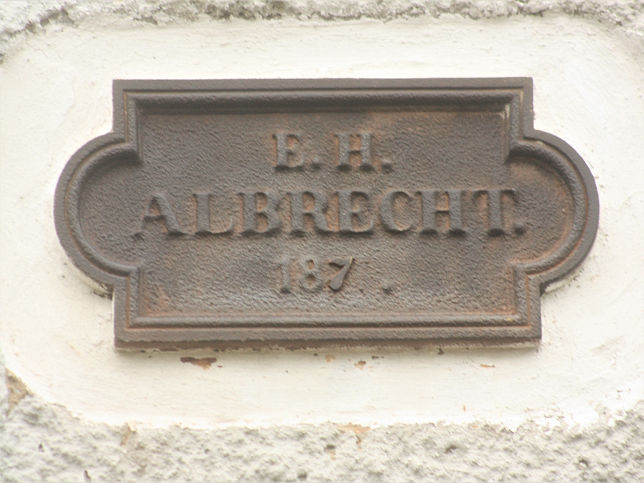 E. H.
ALBRECHT.
187 .